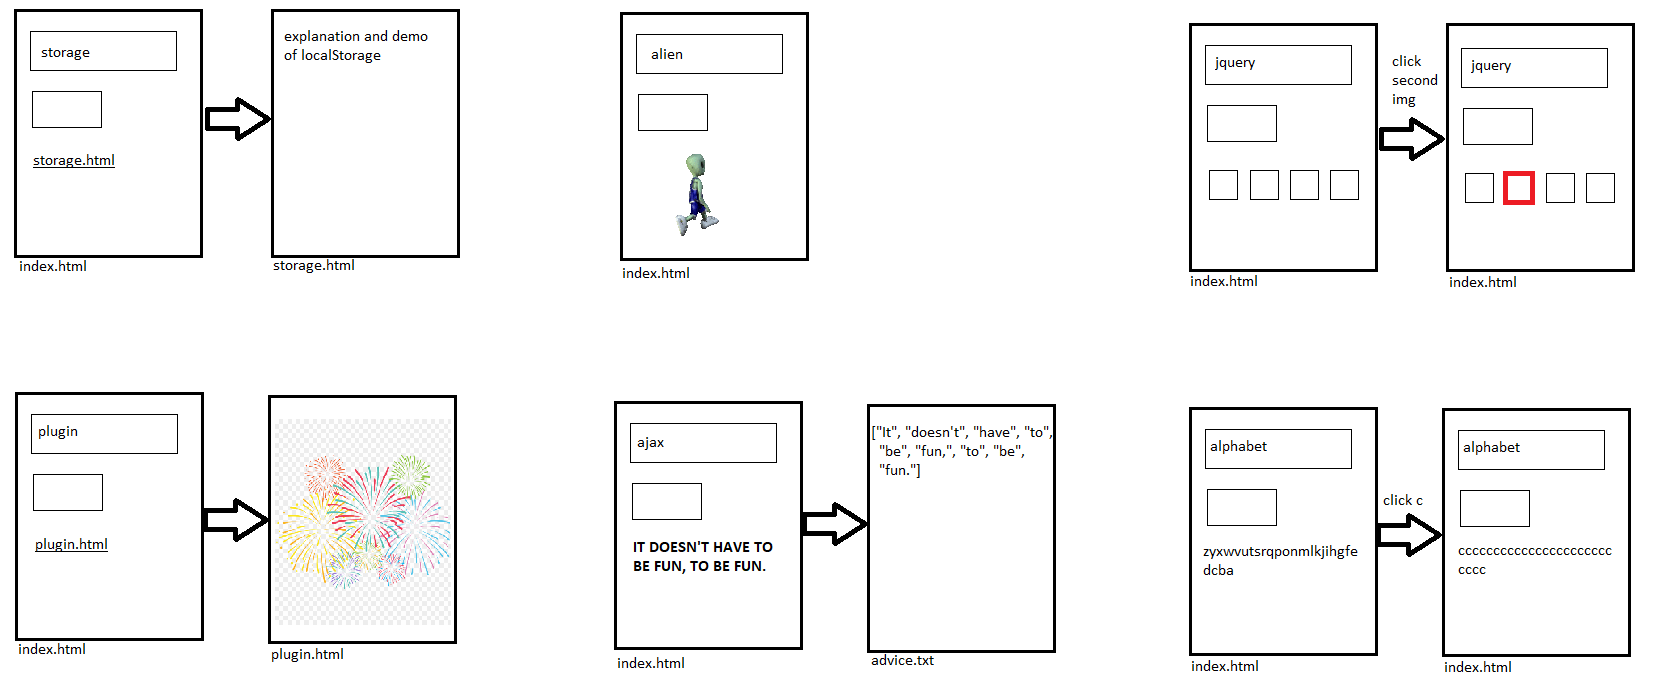 storage
storage.html
index.html
explanation and demo
of localStorage
storage.html
alien
index.html
jquery
index.html
click
second
img
jquery
index.html
plugin
plugin.html
index.html
plugin.html
ajax
IT DOESN'T HAVE TO
BE FUN, TO BE FUN.
index.html
["It", "doesn't", "have", "to",
"be", "fun,", "to", "be",
"fun."]
advice.txt
alphabet
zyxwvutsrqponmlkjihgfe
dcba
index.html
click c
alphabet
cccccccccccccccccccccc
cccc
index.html